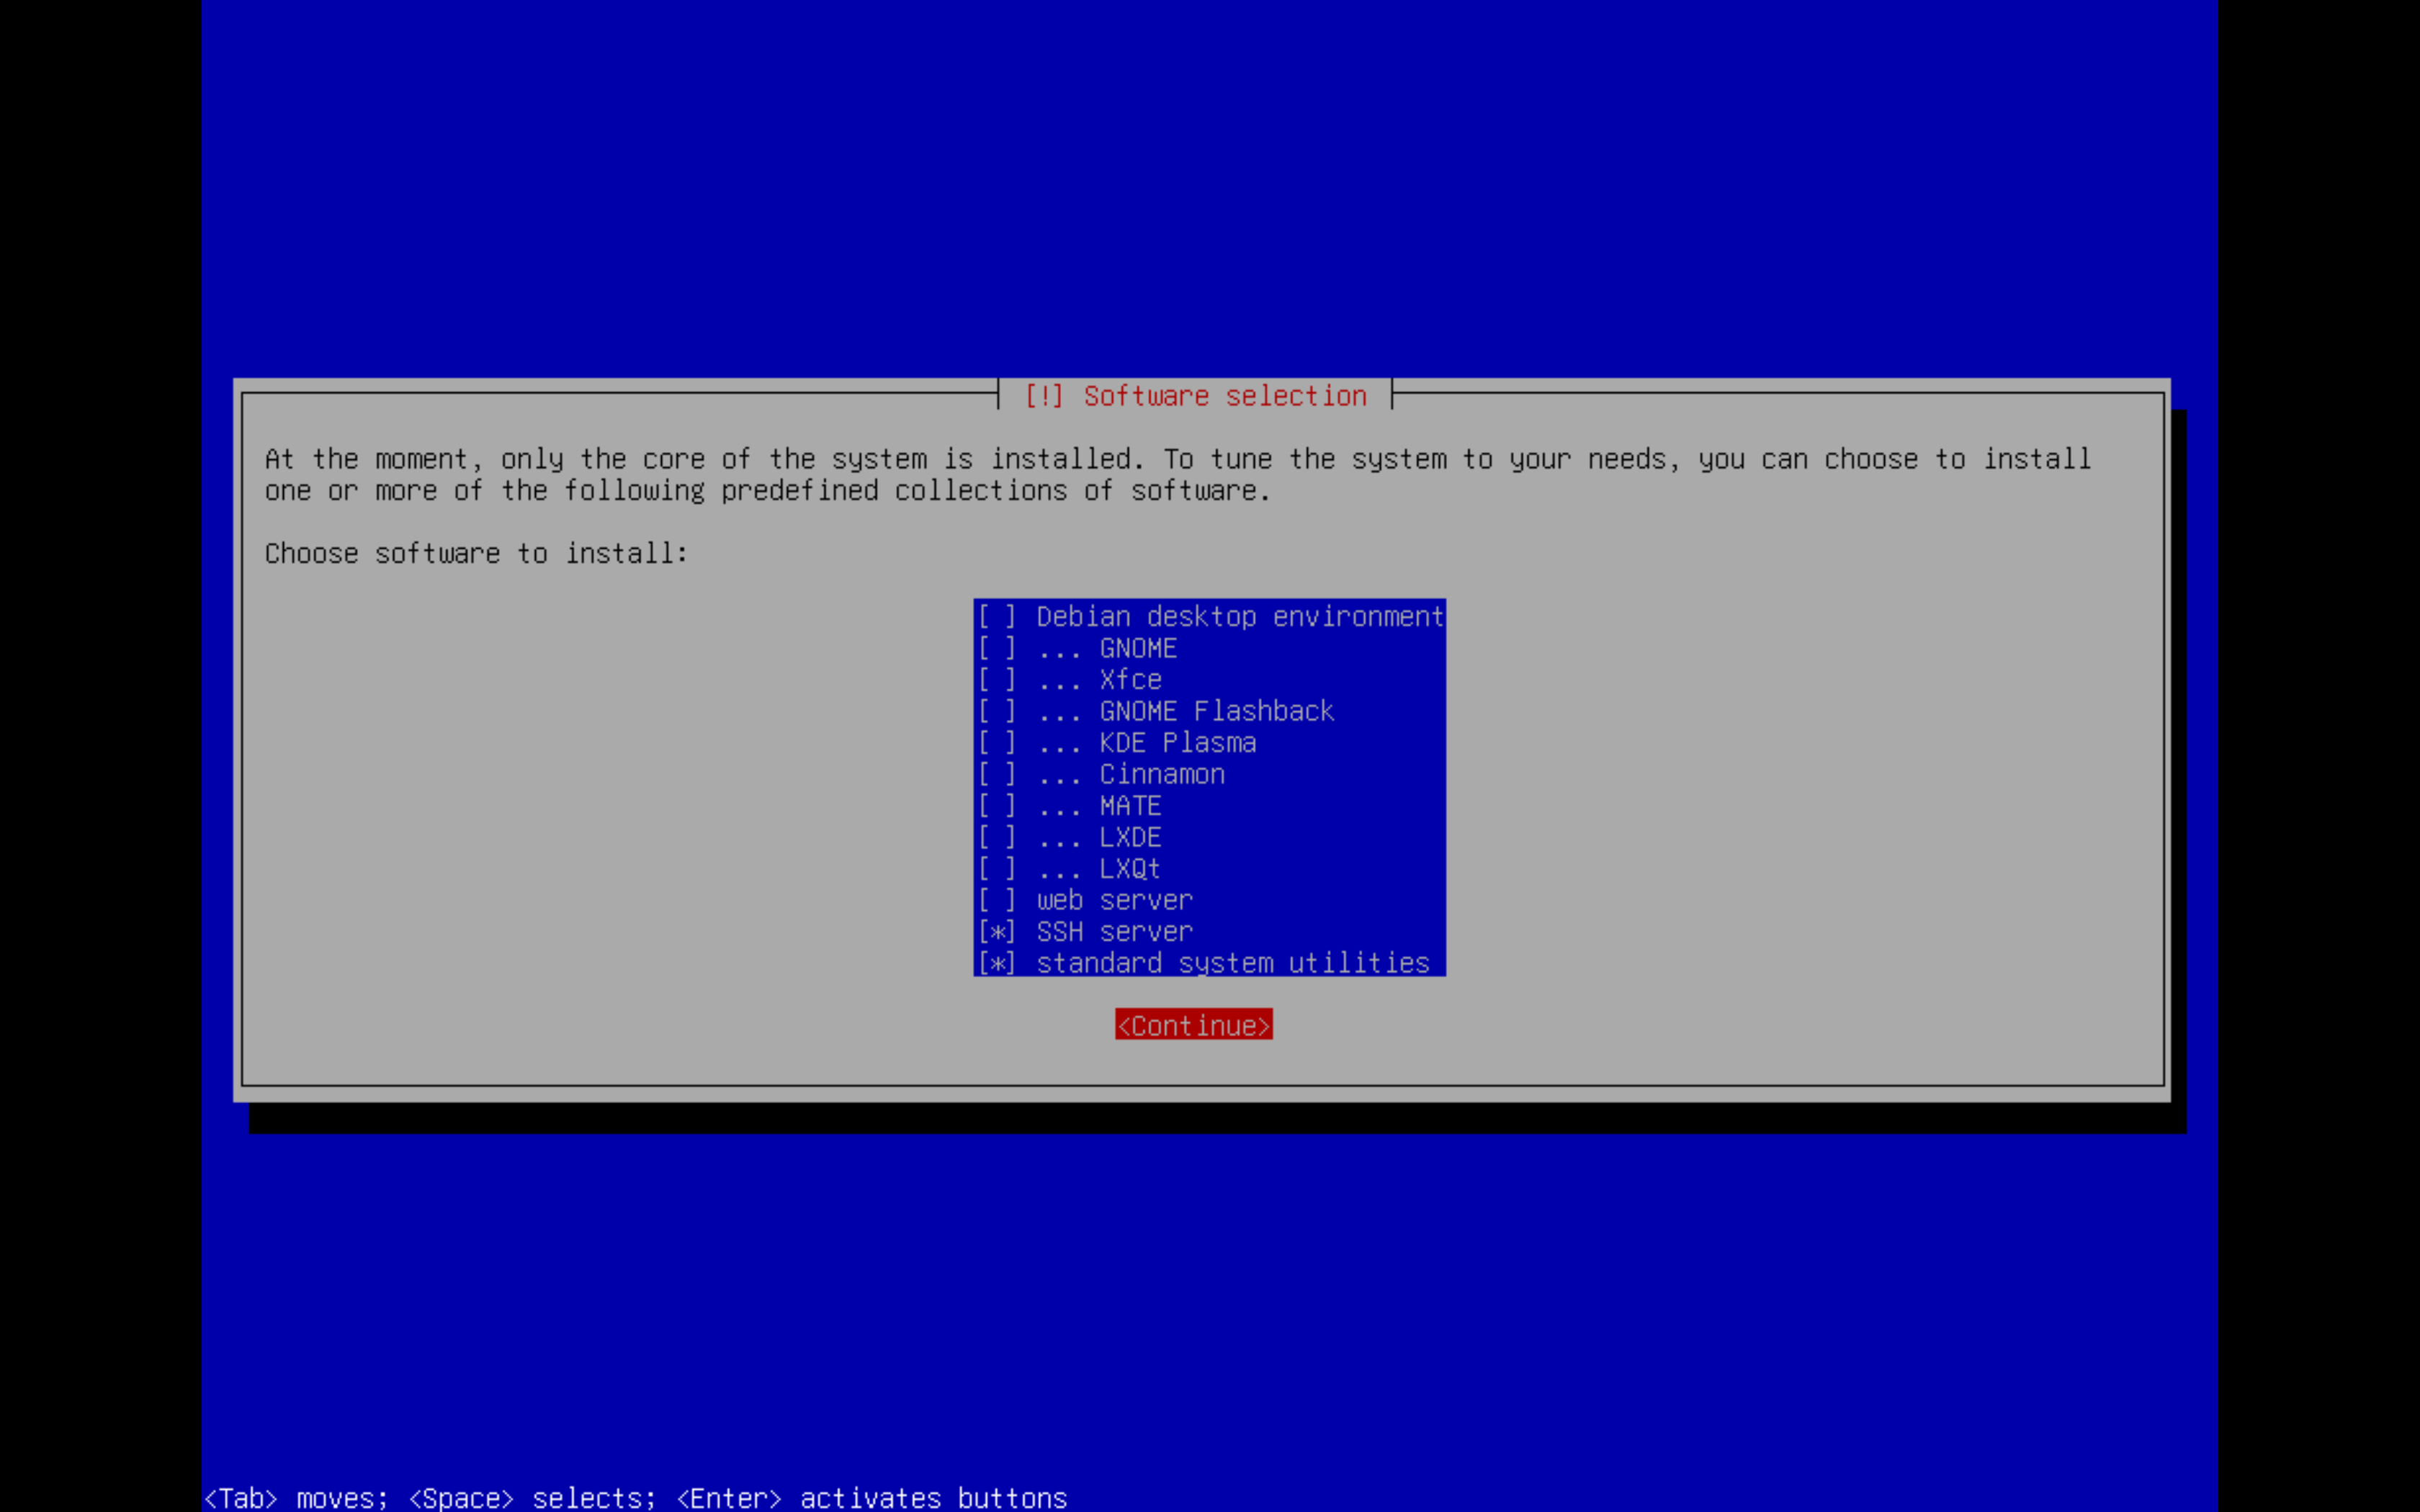 [!] Software selection
At the moment, only the core of the system is installed. To tune the system to your needs, you can choose to install
one or more of the following predefined collections of software.
Choose software to install:
[ ] Debian desktop environment
[ ] ... GNOME
[ ] ... Xfce
[ ] ... GNOME Flashback
[ ] ... KDE Plasma
[ ] ... Cinnamon
[ ] ... MATE
[ ] ... LXDE
[ ] ... LXQt
[ ] web server
[*] SSH server
[*] standard system utilities
<Continue>
<Tab> moves; <Space> selects; <Enter> activates buttons